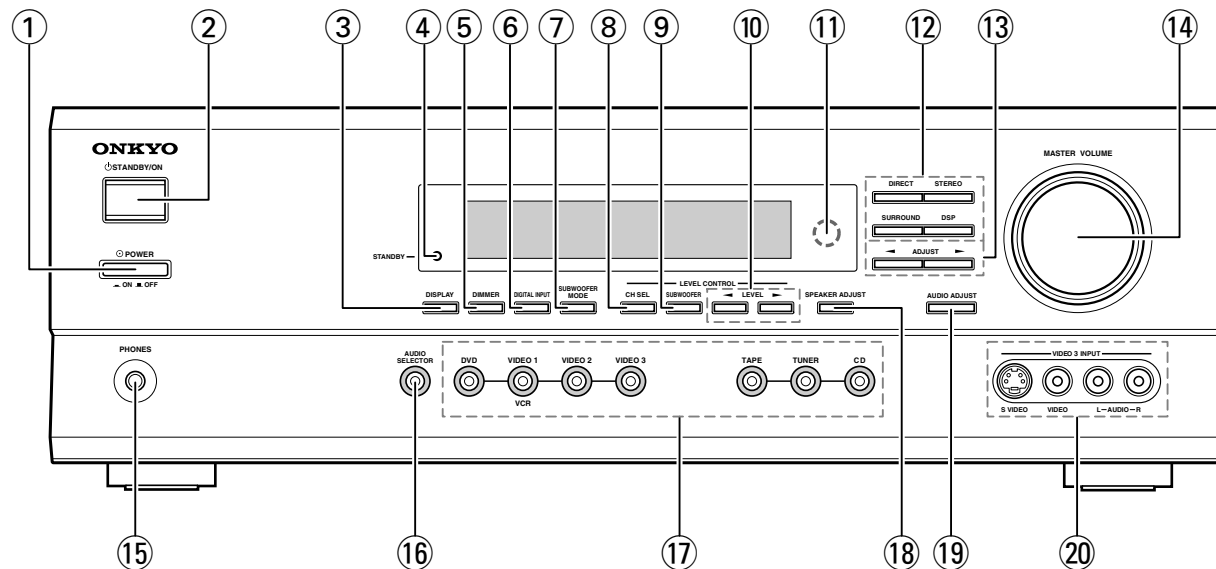 ① ② ③ ④ ⑤ ⑥ ⑦ ⑧ ⑨ ⑩ ⑪ ⑫ ⑬ ⑭
ONKYO
STANDBY/ON
POWER
ON OFF
STANDBY
DISPLAY
DIMMER
DIGITAL INPUT
SUBWOOFER
MODE
LEVEL CONTROL
CH SEL
SUBWOOFER
LEVEL
SPEAKER ADJUST
DIRECT STEREO
SURROUND DSP
ADJUST
AUDIO ADJUST
MASTER VOLUME
PHONES
AUDIO
SELECTOR
DVD
VIDEO 1
VCR
VIDEO 2
VIDEO 3
TAPE
TUNER
CD
VIDEO 3 INPUT
S VIDEO VIDEO L—AUDIO—R
⑮ ⑯ ⑰ ⑱ ⑲ ⑳